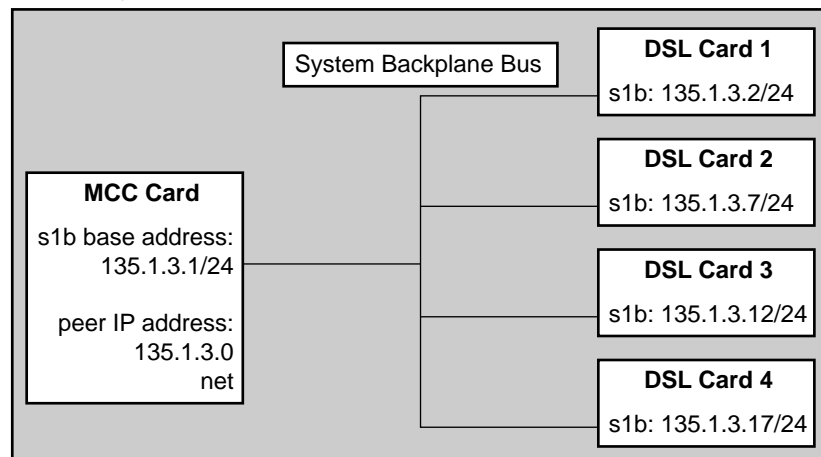 System Backplane Bus
MCC Card
s1b base address:
135.1.3.1/24
peer IP address:
135.1.3.0
net
DSL Card 1
s1b: 135.1.3.2/24
DSL Card 2
s1b: 135.1.3.7/24
DSL Card 3
s1b: 135.1.3.12/24
DSL Card 4
s1b: 135.1.3.17/24